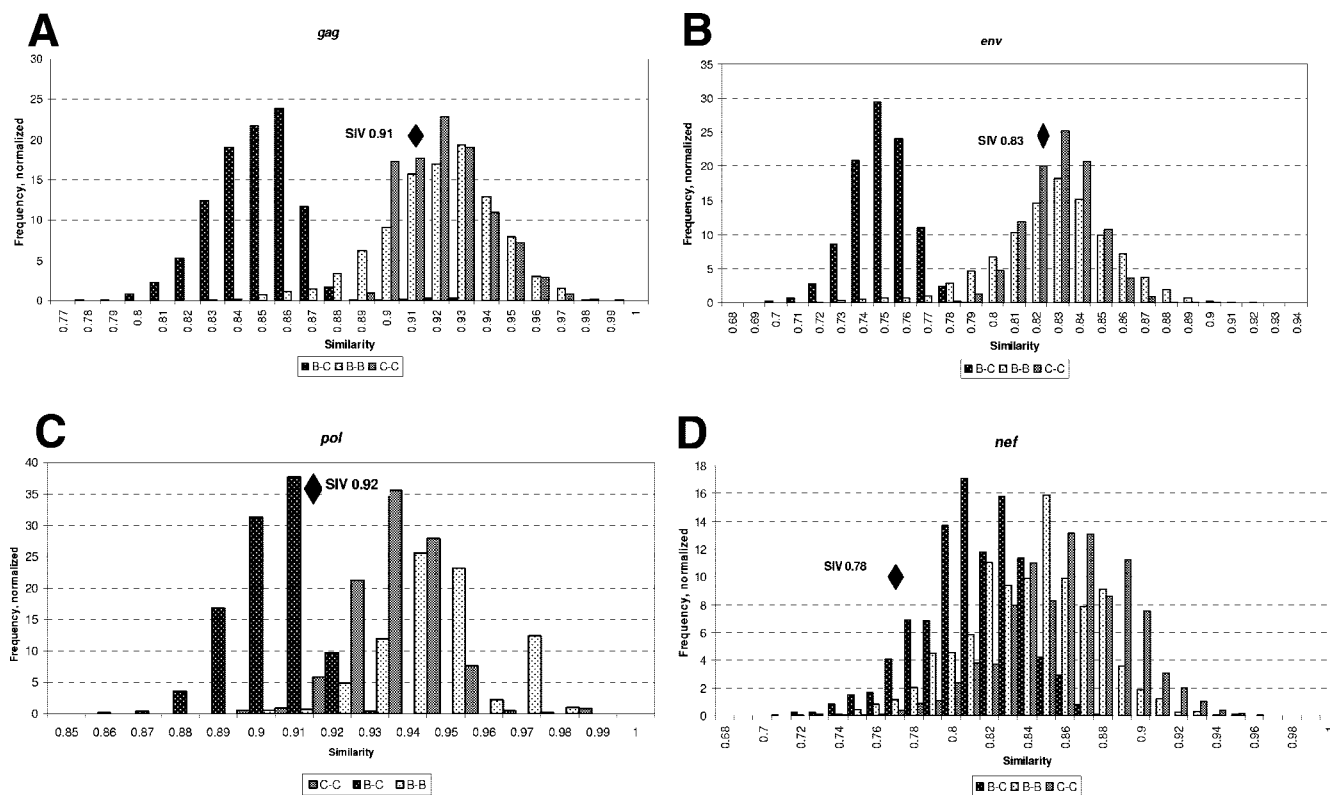 A
gag
Frequency, normalized
30
25
20
15
10
5
0
SIV 0.91
0.77 0.78 0.79 0.8 0.81 0.82 0.83 0.84 0.85 0.86 0.87 0.88 0.89 0.9 0.91 0.92 0.93 0.94 0.95 0.96 0.97 0.98 0.99 1
Similarity
B-C B-B C-C
B
env
Frequency, normalized
35
30
25
20
15
10
5
0
SIV 0.83
0.68 0.69 0.7 0.71 0.72 0.73 0.74 0.75 0.76 0.77 0.78 0.79 0.8 0.81 0.82 0.83 0.84 0.85 0.86 0.87 0.88 0.89 0.9 0.91 0.92 0.93 0.94
Similarity
B-C B-B C-C
C
pol
Frequency, normalized
40
35
30
25
20
15
10
5
0
SIV 0.92
0.85 0.86 0.87 0.88 0.89 0.9 0.91 0.92 0.93 0.94 0.95 0.96 0.97 0.98 0.99 1
Similarity
C-C B-C B-B
D
nef
Frequency, normalized
18
16
14
12
10
8
6
4
2
0
SIV 0.78
0.68 0.7 0.72 0.74 0.76 0.78 0.8 0.82 0.84 0.86 0.88 0.9 0.92 0.94 0.96 0.98 1
Similarity
B-C B-B C-C